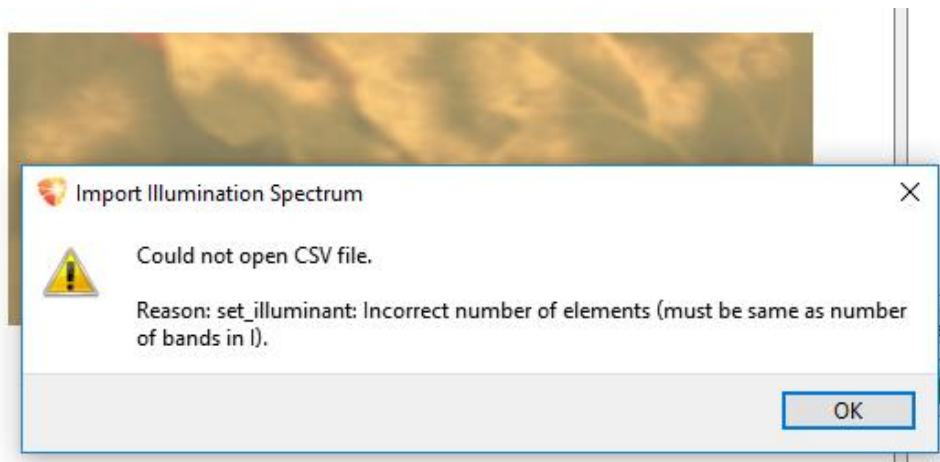 Import Illumination Spectrum
Could not open CSV file.
Reason: set_illuminant: Incorrect number of elements (must be same as number
of bands in I).
OK